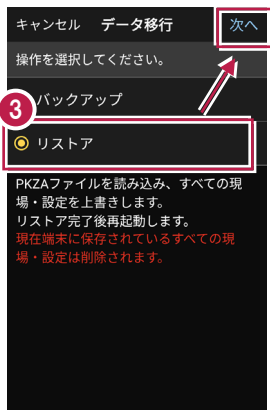 キャンセル データ移行 次へ
操作を選択してください。
バックアップ
3
リストア
PKZAファイルを読み込み、すべての現
場・設定を上書きします。
リストア完了後再起動します。
現在端末に保存されているすべての現
場・設定は削除されます。